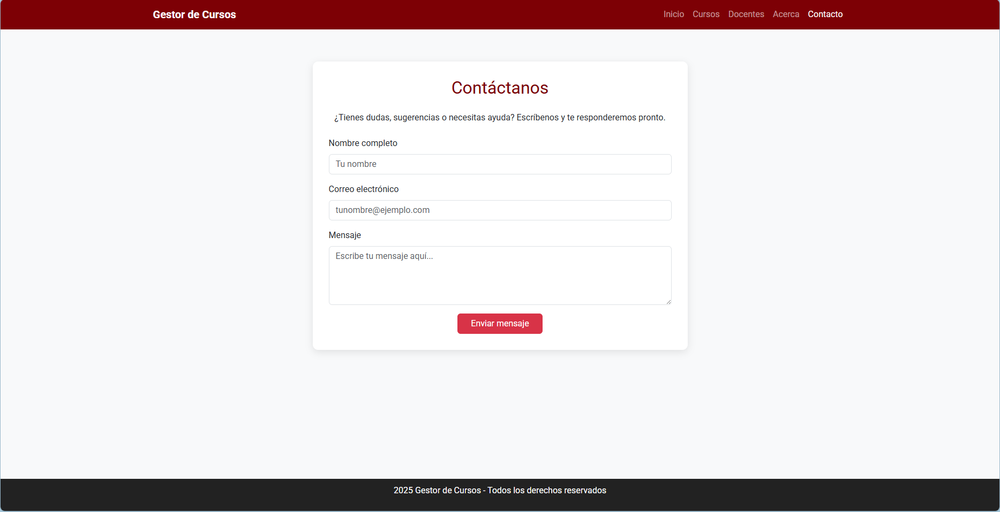 Gestor de Cursos
Inicio Cursos Docentes Acerca Contacto
Contáctanos
¿Tienes dudas, sugerencias o necesitas ayuda? Escríbenos y te responderemos pronto.
Nombre completo
Tu nombre
Correo electrónico
tunombre@ejemplo.com
Mensaje
Escribe tu mensaje aquí...
Enviar mensaje
2025 Gestor de Cursos - Todos los derechos reservados